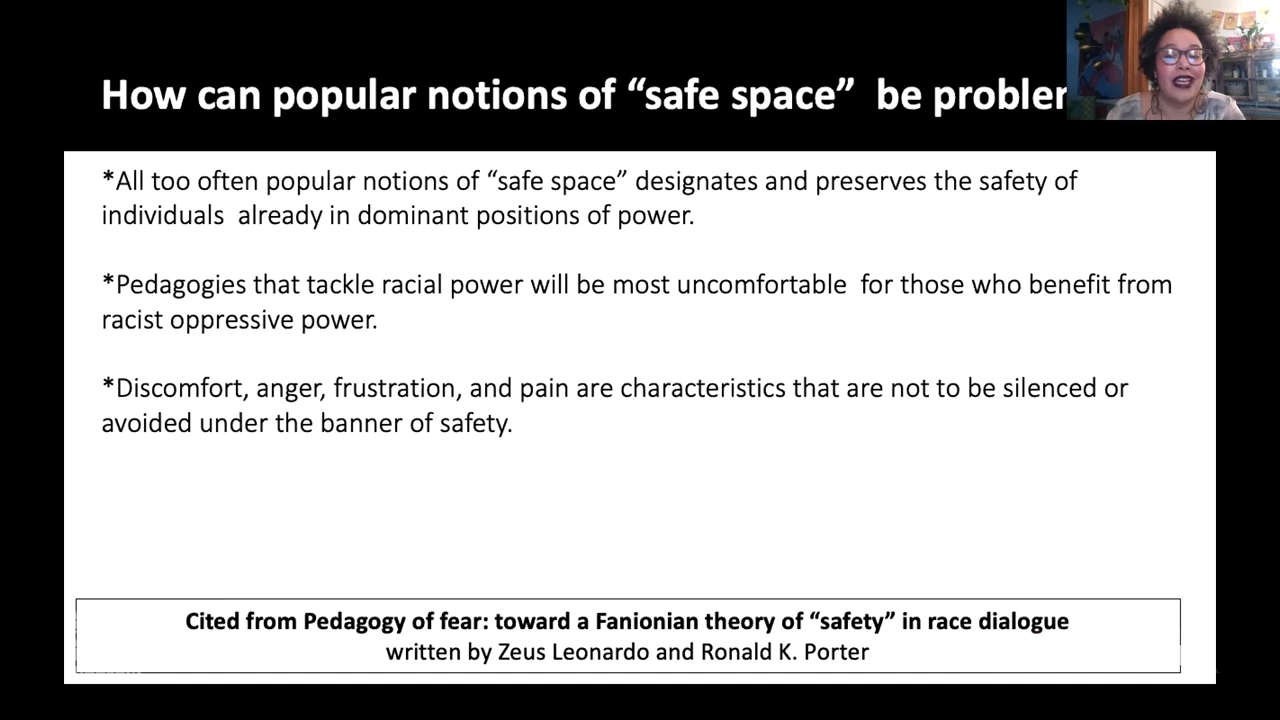 How can popular notions of “safe space”  be problem
*All too often popular notions of “safe space” designates and preserves the safety of
individuals  already in dominant positions of power.
*Pedagogies that tackle racial power will be most uncomfortable  for those who benefit from
racist oppressive power.
*Discomfort, anger, frustration, and pain are characteristics that are not to be silenced or
avoided under the banner of safety.
Cited from Pedagogy of fear: toward a Fanionian theory of “safety” in race dialogue
written by Zeus Leonardo and Ronald K. Porter